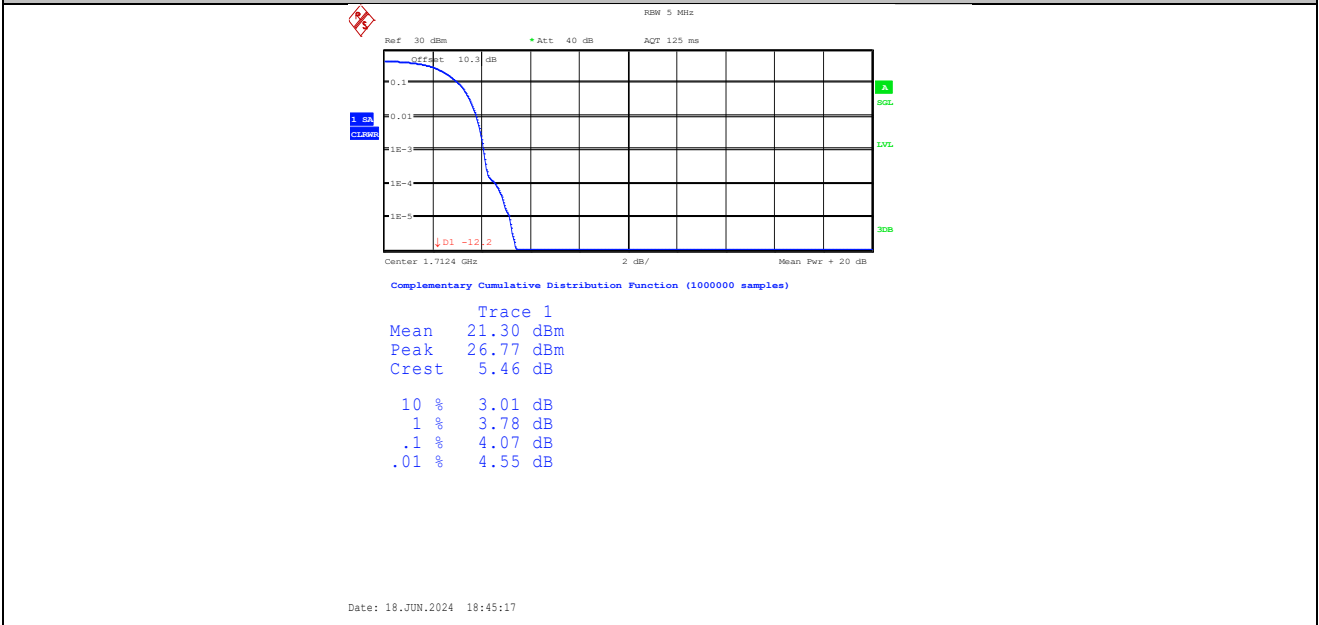 RBW 5 MHz
Ref 30 dBm * Att 40 dB AQT 125 ms
Offset 10.3 dB
0.1
A
SGL
0.01
1 SA
CLRWR
1E-3
LVL
1E-4
1E-5
3DB
↓D1 -12.2
Center 1.7124 GHz 2 dB/ Mean Pwr + 20 dB
Complementary Cumulative Distribution Function (1000000 samples)
Trace 1
Mean 21.30 dBm
Peak 26.77 dBm
Crest 5.46 dB
10 % 3.01 dB
1 % 3.78 dB
.1 % 4.07 dB
.01 % 4.55 dB
Date: 18.JUN.2024 18:45:17